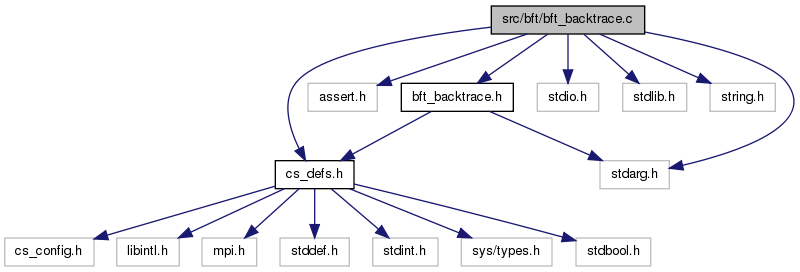 src/bft/bft_backtrace.c
assert.h
bft_backtrace.h
stdio.h
stdlib.h
string.h
cs_defs.h
stdarg.h
cs_config.h
libintl.h
mpi.h
stddef.h
stdint.h
sys/types.h
stdbool.h